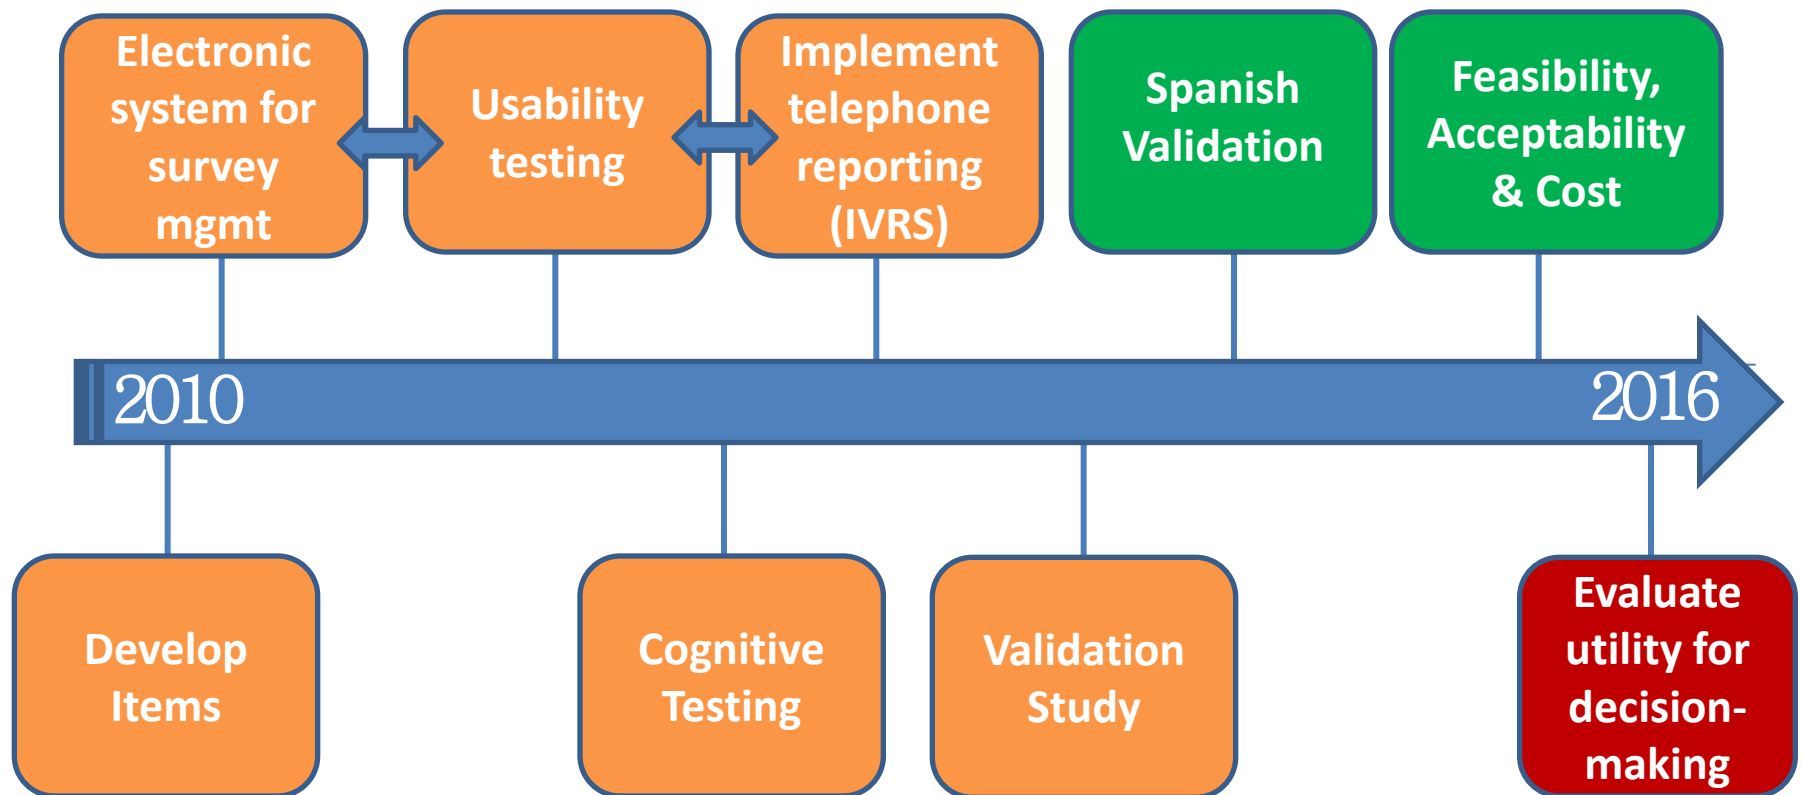 Electronic
system for
survey
mgmt
Usability
testing
Implement
telephone
reporting
(IVRS)
Spanish
Validation
Feasibility,
Acceptability
& Cost
2010
2016
Develop
Items
Cognitive
Testing
Validation
Study
Evaluate
utility for
decision-
making